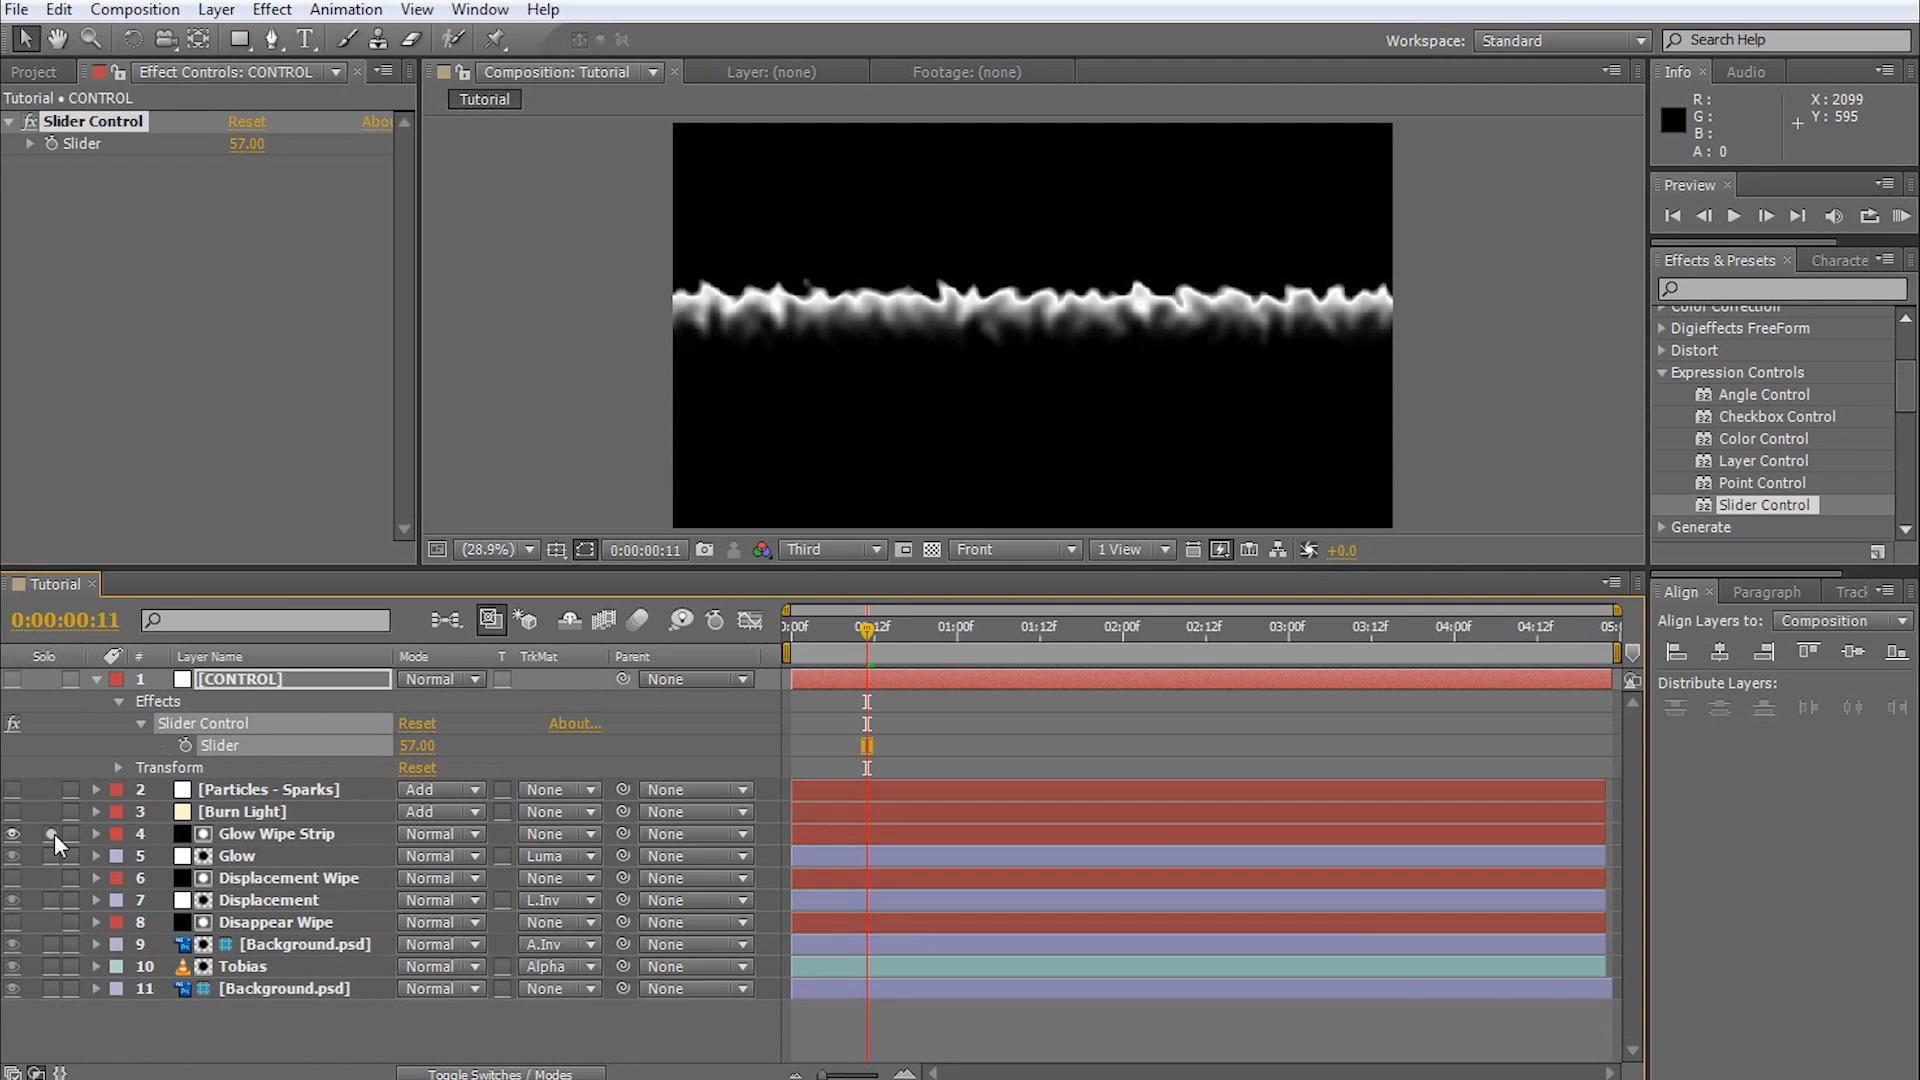 File Edit Composition Layer Effect Animation View Window Help
Workspace: Standard Search Help
Project Effect Controls: CONTROL Composition: Tutorial Layer: (none) Footage: (none) Info Audio
Tutorial • CONTROL Tutorial
R: X: 2099
G: Y: 595
B:
A: 0
fx Slider Control Reset Abou
Slider 57.00
Preview
Effects & Presets Characte
Color Correction
Digieffects FreeForm
Distort
Expression Controls
Angle Control
Checkbox Control
Color Control
Layer Control
Point Control
Slider Control
Generate
(28.9%) 0:00:00:11 Third Front 1 View +0.0
Tutorial
0:00:00:11
):00f 0:12f 01:00f 01:12f 02:00f 02:12f 03:00f 03:12f 04:00f 04:12f 05:
Solo # Layer Name Mode T TrkMat Parent
1 [CONTROL] Normal None
Effects
fx Slider Control Reset About...
Slider 57.00
Transform Reset
2 [Particles - Sparks] Add None None
3 [Burn Light] Add None None
4 Glow Wipe Strip Normal None None
5 Glow Normal Luma None
6 Displacement Wipe Normal None None
7 Displacement Normal L.Inv None
8 Disappear Wipe Normal None None
9 [Background.psd] Normal A.Inv None
10 Tobias Normal Alpha None
11 [Background.psd] Normal None None
Toggle Switches / Modes
Align Paragraph Track
Align Layers to: Composition
Distribute Layers: